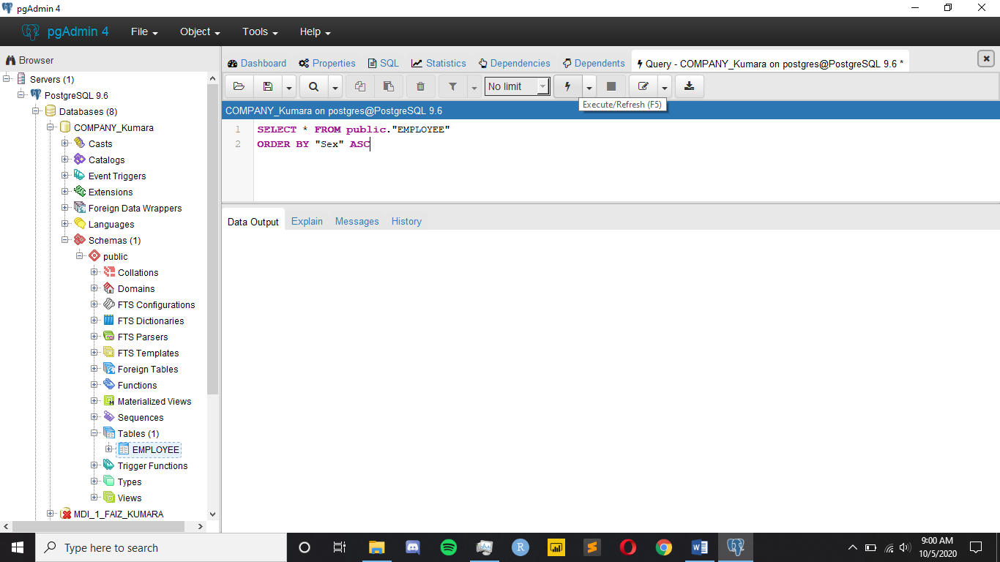 pgAdmin 4
pgAdmin 4 File Object Tools Help
Browser
Servers (1)
PostgreSQL 9.6
Databases (8)
COMPANY_Kumara
Casts
Catalogs
Event Triggers
Extensions
Foreign Data Wrappers
Languages
Schemas (1)
public
Collations
Domains
FTS Configurations
FTS Dictionaries
FTS Parsers
FTS Templates
Foreign Tables
Functions
Materialized Views
Sequences
Tables (1)
EMPLOYEE
Trigger Functions
Types
Views
MDI_1_FAIZ_KUMARA
Dashboard Properties SQL Statistics Dependencies Dependents Query - COMPANY_Kumara on postgres@PostgreSQL 9.6 *
No limit
Execute/Refresh (F5)
COMPANY_Kumara on postgres@PostgreSQL 9.6
1 SELECT * FROM public."EMPLOYEE"
2 ORDER BY "Sex" ASC
Data Output Explain Messages History
Type here to search
9:00 AM
10/5/2020